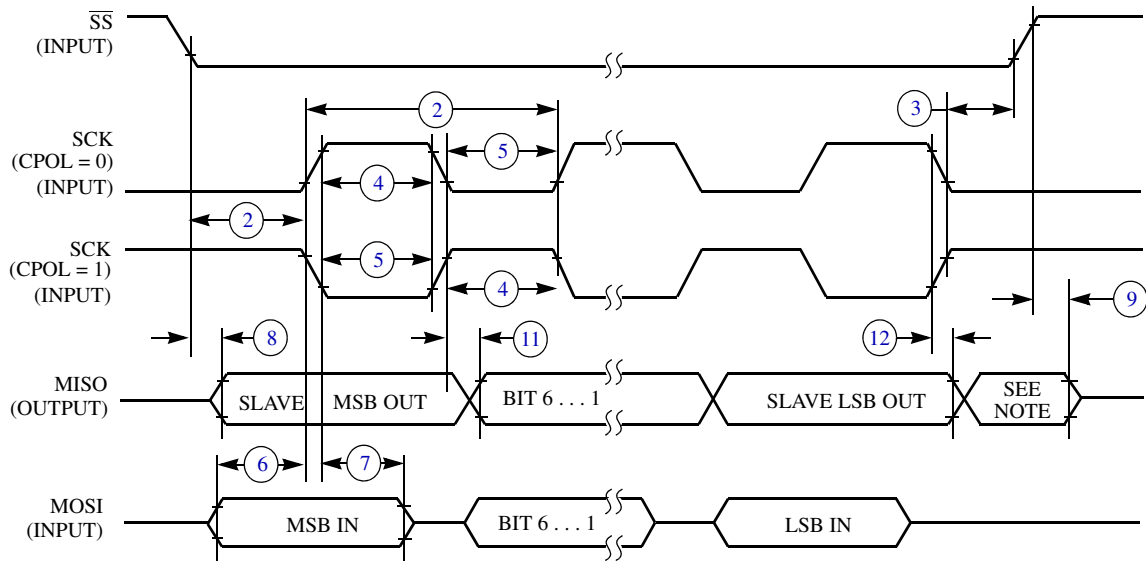 SS
(INPUT)
2
3
SCK
(CPOL = 0)
(INPUT)
5
4
2
SCK
(CPOL = 1)
(INPUT)
5
4
9
8
11
12
MISO
(OUTPUT)
SLAVE MSB OUT
BIT 6 . . . 1
SLAVE LSB OUT
SEE
NOTE
6
7
MOSI
(INPUT)
MSB IN
BIT 6 . . . 1
LSB IN